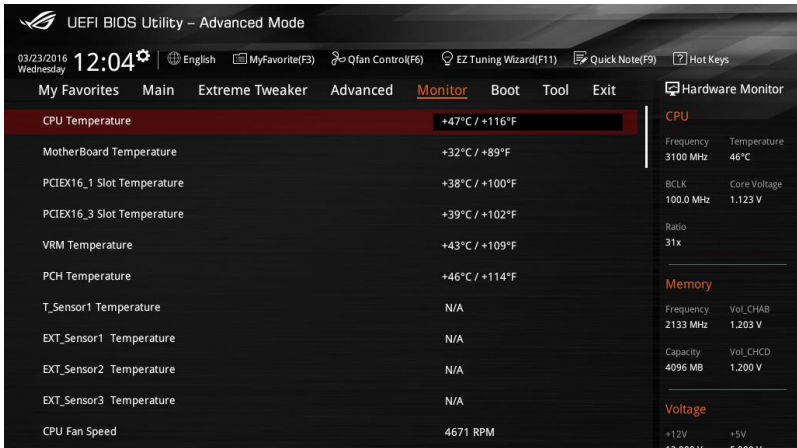 UEFI BIOS Utility – Advanced Mode
03/23/2016 Wednesday 12:04 English MyFavorite(F3) Qfan Control(F6) EZ Tuning Wizard(F11) Quick Note(F9) ? Hot Keys
My Favorites Main Extreme Tweaker Advanced Monitor Boot Tool Exit
CPU Temperature +47°C / +116°F
MotherBoard Temperature +32°C / +89°F
PCIEX16_1 Slot Temperature +38°C / +100°F
PCIEX16_3 Slot Temperature +39°C / +102°F
VRM Temperature +43°C / +109°F
PCH Temperature +46°C / +114°F
T_Sensor1 Temperature N/A
EXT_Sensor1 Temperature N/A
EXT_Sensor2 Temperature N/A
EXT_Sensor3 Temperature N/A
CPU Fan Speed 4671 RPM
Hardware Monitor
CPU
Frequency Temperature
3100 MHz 46°C
BCLK Core Voltage
100.0 MHz 1.123 V
Ratio
31x
Memory
Frequency Vol_CHAB
2133 MHz 1.203 V
Capacity Vol_CHCD
4096 MB 1.200 V
Voltage
+12V +5V